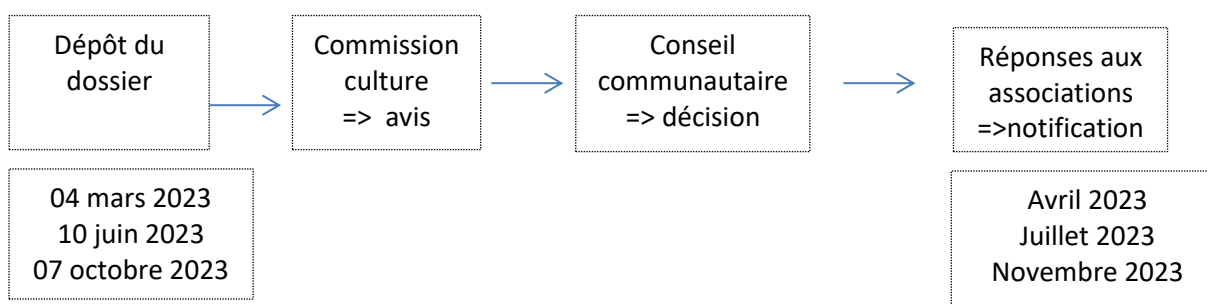 Dépôt du
dossier
Commission
culture
=> avis
Conseil
communautaire
=> décision
Réponses aux
associations
=>notification
04 mars 2023
10 juin 2023
07 octobre 2023
Avril 2023
Juillet 2023
Novembre 2023